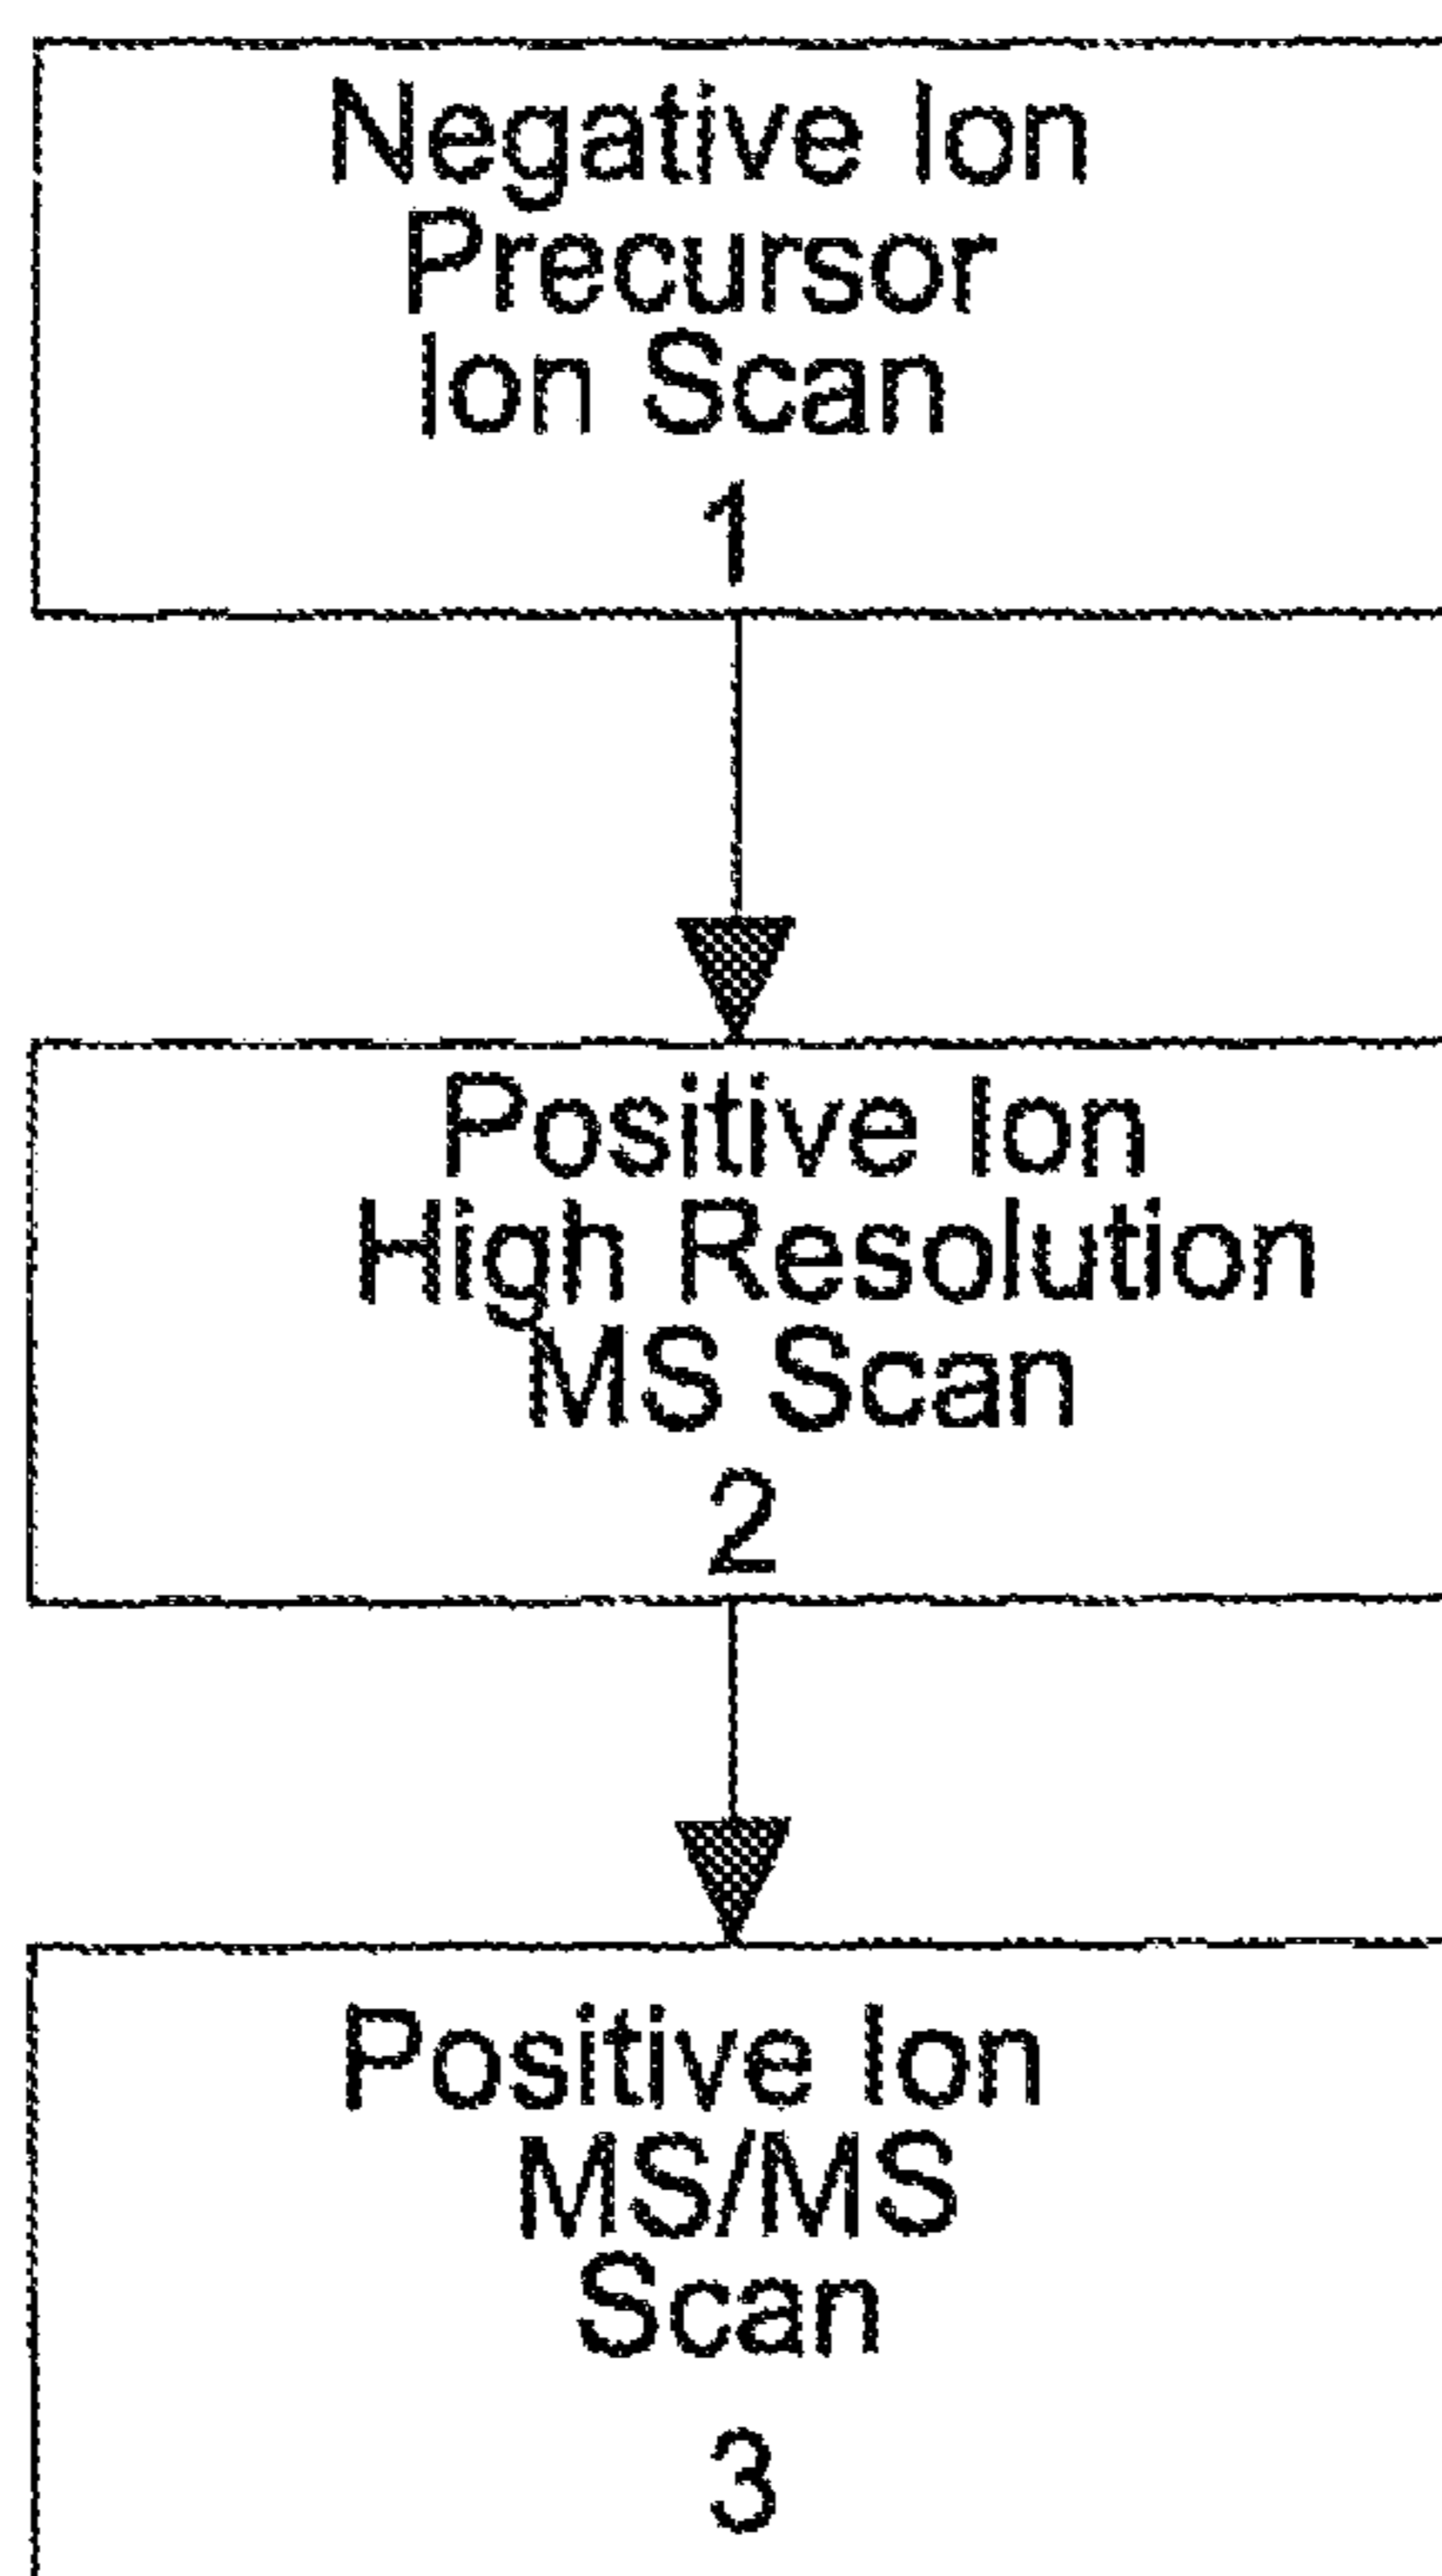 Negative Ion
Precursor
Ion Scan
1
Positive Ion
High Resolution
MS Scan
2
Positive Ion
MS/MS
Scan
3